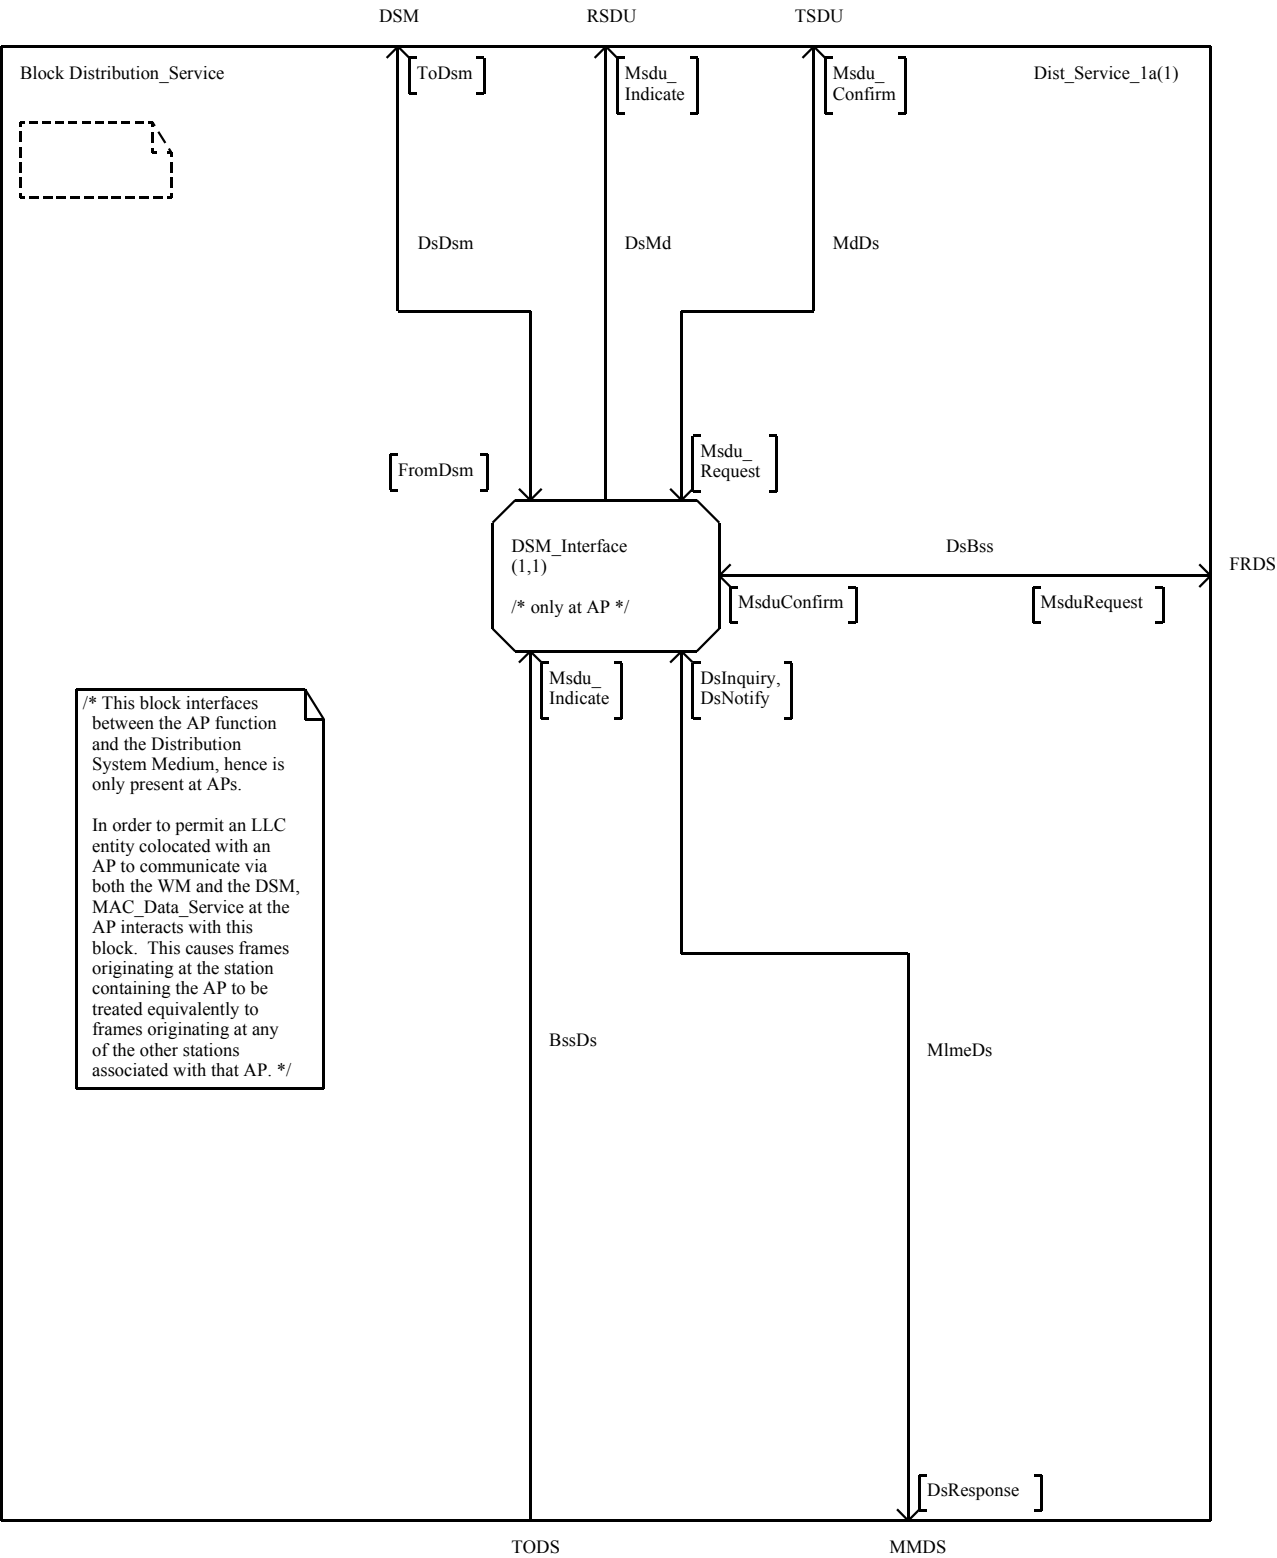 DSM RSDU TSDU
Block Distribution_Service
ToDsm
Msdu_
Indicate
Msdu_
Confirm
Dist_Service_1a(1)
DsDsm
DsMd
MdDs
FromDsm
Msdu_
Request
DSM_Interface
(1,1)
/* only at AP */
DsBss
FRDS
MsduConfirm
MsduRequest
Msdu_
Indicate
DsInquiry,
DsNotify
/* This block interfaces
between the AP function
and the Distribution
System Medium, hence is
only present at APs.
In order to permit an LLC
entity colocated with an
AP to communicate via
both the WM and the DSM,
MAC_Data_Service at the
AP interacts with this
block.  This causes frames
originating at the station
containing the AP to be
treated equivalently to
frames originating at any
of the other stations
associated with that AP. */
BssDs
MlmeDs
DsResponse
TODS
MMDS